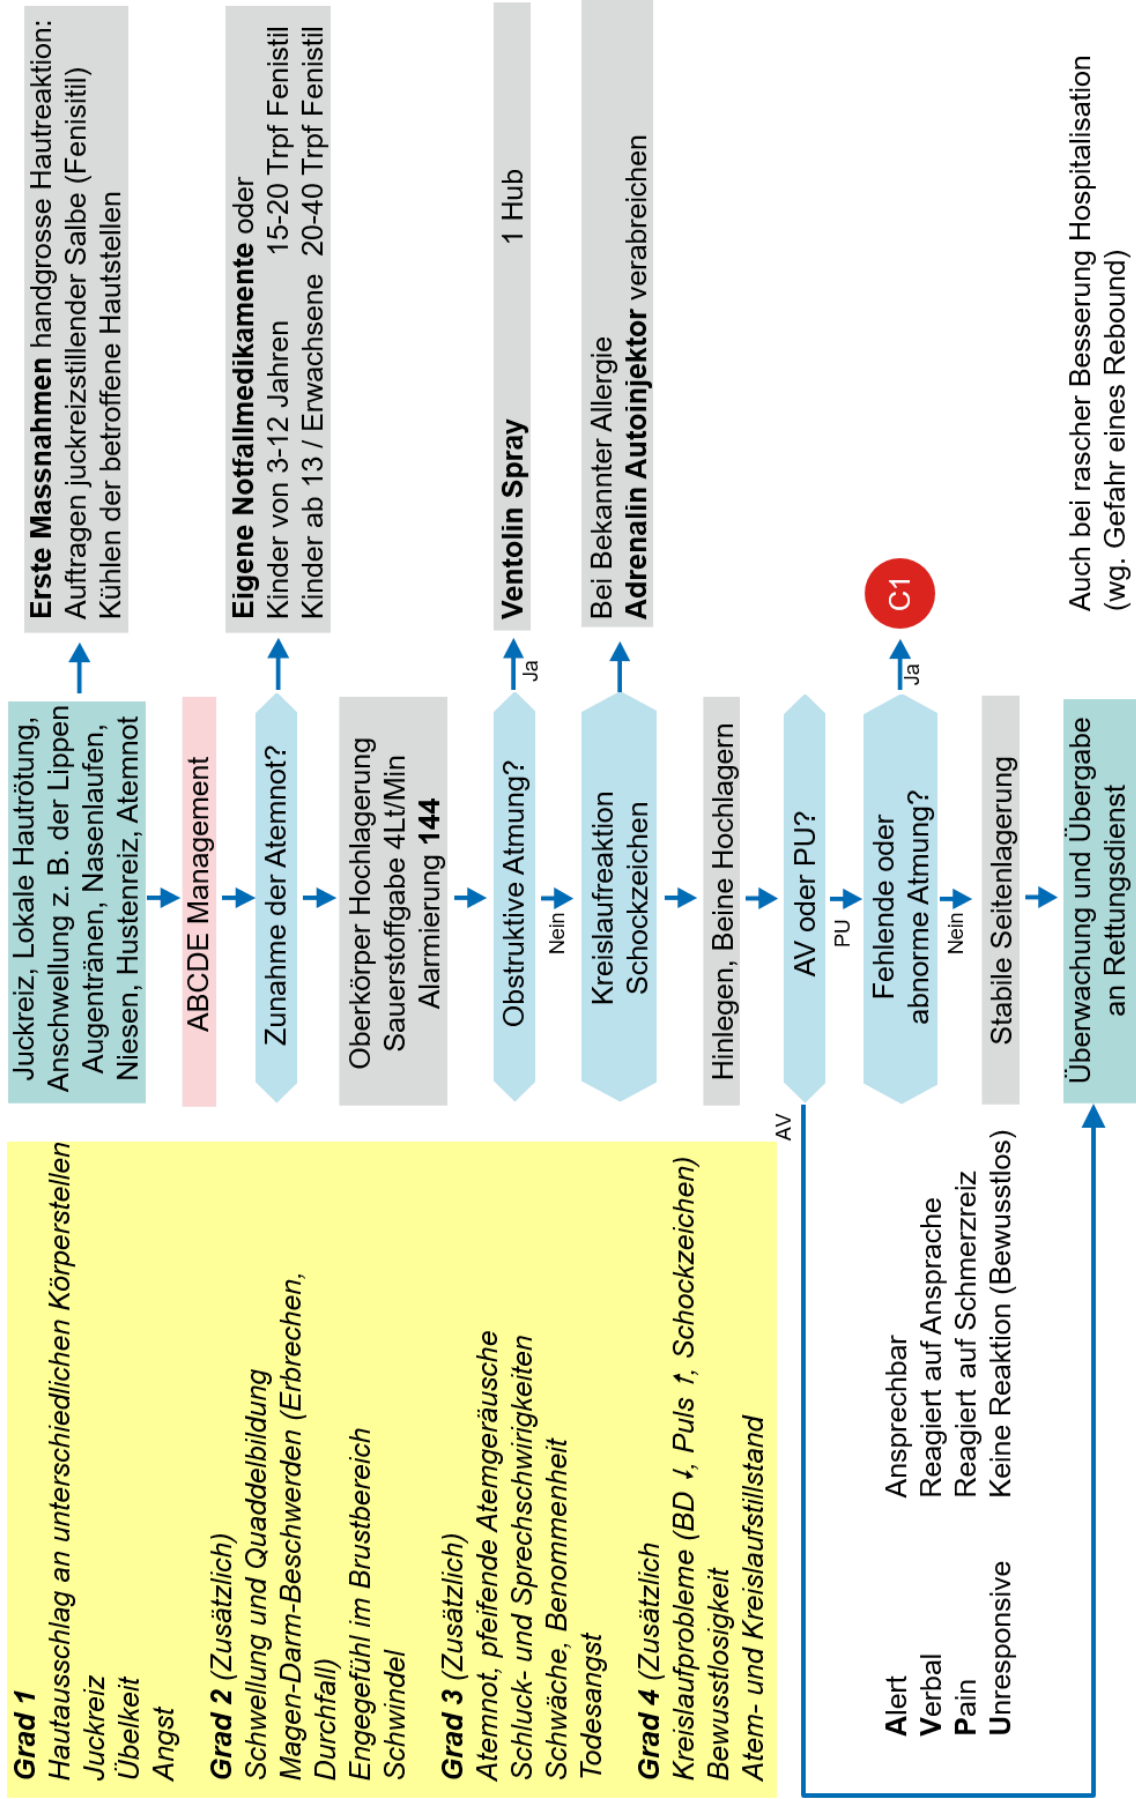 Grad 1
Hautausschlag an unterschiedlichen Körperstellen
Juckreiz
Übelkeit
Angst
Grad 2 (Zusätzlich)
Schwellung und Quaddelbildung
Magen-Darm-Beschwerden (Erbrechen,
Durchfall)
Engegefühl im Brustbereich
Schwindel
Grad 3 (Zusätzlich)
Atemnot, pfeifende Atemgeräusche
Schluck- und Sprechschwirigkeiten
Schwäche, Benommenheit
Todesangst
Grad 4 (Zusätzlich
Kreislaufprobleme (BD ↓, Puls ↑, Schockzeichen)
Bewusstlosigkeit
Atem- und Kreislaufstillstand
Alert Ansprechbar
Verbal Reagiert auf Ansprache
Pain Reagiert auf Schmerzreiz
Unresponsive Keine Reaktion (Bewusstlos)
Juckreiz, Lokale Hautrötung,
Anschwellung z. B. der Lippen
Augentränen, Nasenlaufen,
Niesen, Hustenreiz, Atemnot
ABCDE Management
Zunahme der Atemnot?
Oberkörper Hochlagerung
Sauerstoffgabe 4Lt/Min
Alarmierung 144
Obstruktive Atmung?
Ja
Nein
Kreislaufreaktion
Schockzeichen
Hinlegen, Beine Hochlagern
AV oder PU?
AV
PU
Fehlende oder
abnorme Atmung?
Ja
Nein
Stabile Seitenlagerung
Überwachung und Übergabe
an Rettungsdienst
Erste Massnahmen handgrosse Hautreaktion:
Auftragen juckreizstillender Salbe (Fenisitil)
Kühlen der betroffene Hautstellen
Eigene Notfallmedikamente oder
Kinder von 3-12 Jahren 15-20 Trpf Fenistil
Kinder ab 13 / Erwachsene 20-40 Trpf Fenistil
Ventolin Spray 1 Hub
Bei Bekannter Allergie
Adrenalin Autoinjektor verabreichen
C1
Auch bei rascher Besserung Hospitalisation
(wg. Gefahr eines Rebound)